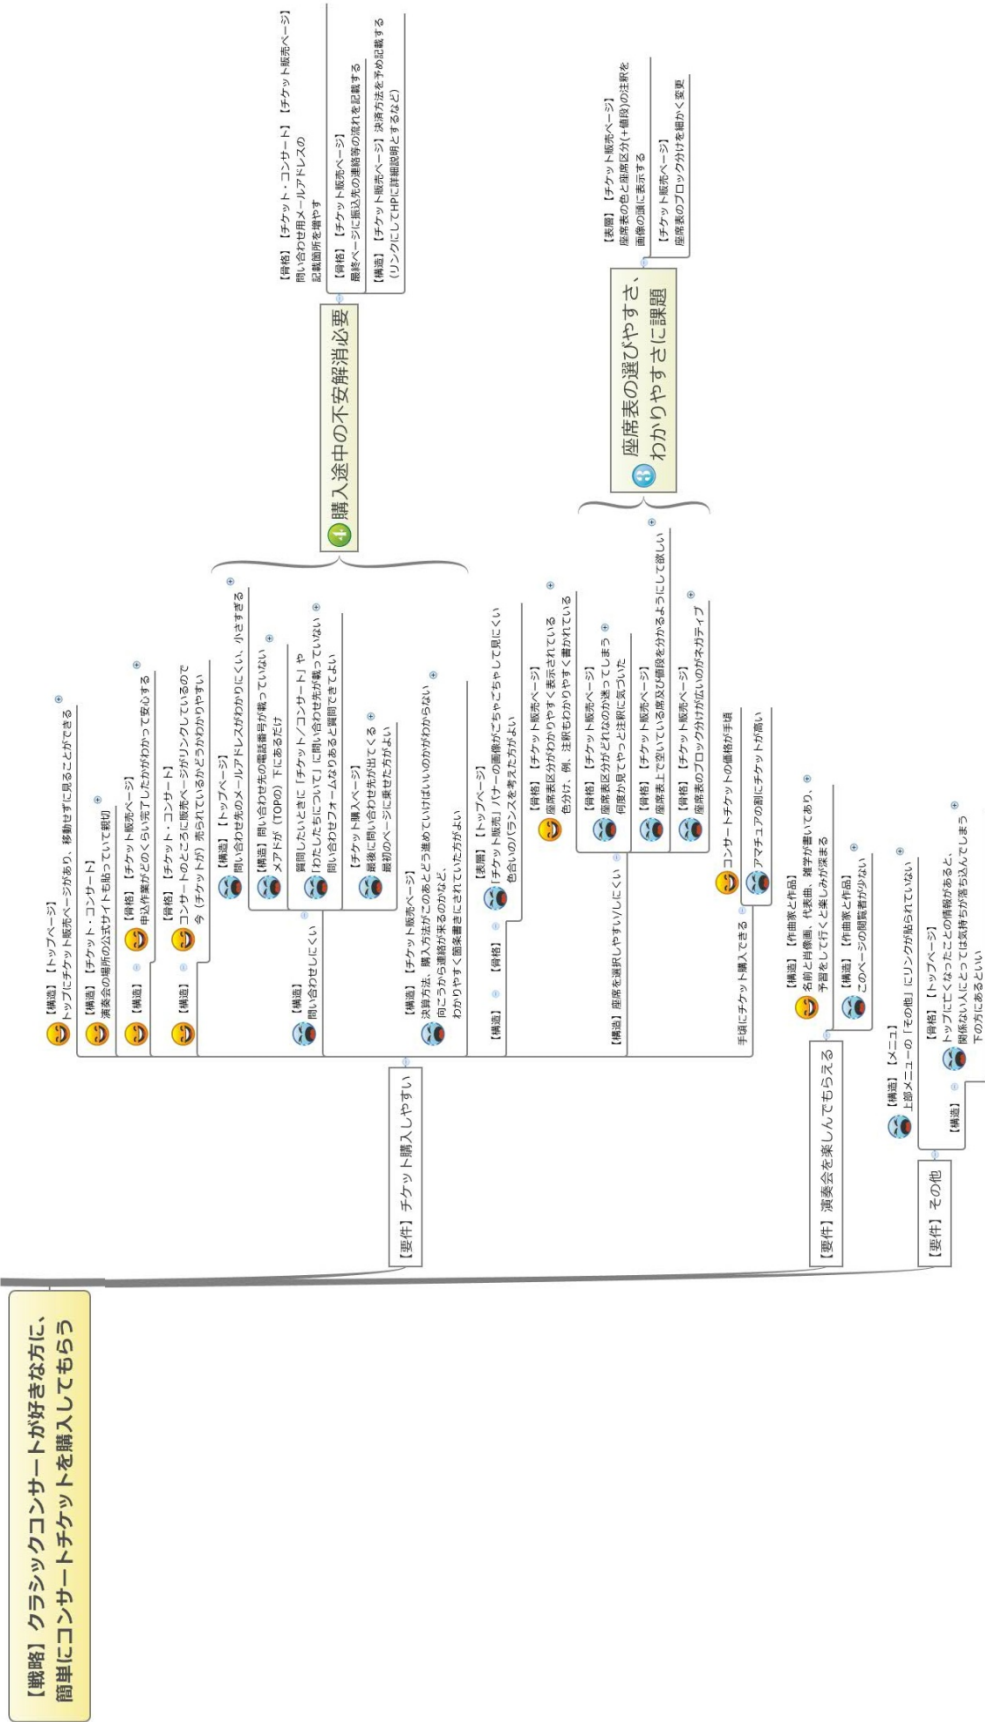 【戦略】クラシックコンサートが好きな方に、
簡単にコンサートチケットを購入してもらう
【要件】チケット購入しやすい
【構造】【トップページ】
トップにチケット販売ページがあり、移動せずに見ることができる
【構造】【チケット・コンサート】
演奏会の場所の公式サイトも貼っていて親切
【構造】
【骨格】【チケット販売ページ】
申込作業がどのくらい完了したかがわかって安心する
【構造】
【骨格】【チケット・コンサート】
コンサートのところに販売ページがリンクしているので
今（チケットが）売られているかどうかわかりやすい
【構造】
問い合わせしにくい
【構造】【トップページ】
問い合わせ先のメールアドレスがわかりにくい、小さすぎる
【構造】問い合わせ先の電話番号が載っていない
メアドが（TOPの）下にあるだけ
質問したいときに「チケット／コンサート」や
「わたしたちについて」に問い合わせ先が載っていない
問い合わせフォームなりあると質問できてよい
【チケット購入ページ】
最後に問い合わせ先が出てくる
最初のページに乗せた方がいい
【構造】【チケット販売ページ】
決算方法、購入方法がこのあとどう進めていけばいいのかがわからない
向こうから連絡が来るのかなど、
わかりやすく箇条書きにされていた方がよい
【構造】
【骨格】
【表層】【トップページ】
「チケット販売」バナーの画像がごちゃごちゃして見にくい
色合いのバランスを考えた方がよい
【構造】座席を選択しやすい/しにくい
【骨格】【チケット販売ページ】
座席表区分がわかりやすく表示されている
色分け、例、注釈もわかりやすく書かれている
【骨格】【チケット販売ページ】
座席表区分がどれなのか迷ってしまう
何度か見てやっと注釈に気づいた
【骨格】【チケット販売ページ】
座席表上で空いている席及び値段を分かるようにして欲しい
【骨格】【チケット販売ページ】
座席表のブロック分けが広いのがネガティブ
手頃にチケット購入できる
コンサートチケットの価格が手頃
アマチュアの割にチケットが高い
4 購入途中の不安解消必要
【骨格】【チケット・コンサート】【チケット販売ページ】
問い合わせ用メールアドレスの
記載箇所を増やす
【骨格】【チケット販売ページ】
最終ページに振込先の連絡等の流れを記載する
【構造】【チケット販売ページ】決済方法を予め記載する
（リンクにしてHPに詳細説明とするなど）
3 座席表の選びやすさ、
わかりやすさに課題
【表層】【チケット販売ページ】
座席表の色と座席区分(+値段)の注釈を
画像の頭に表示する
【チケット販売ページ】
座席表のブロック分けを細かく変更
【要件】演奏会を楽しんでもらえる
【構造】【作曲家と作品】
名前と肖像画、代表曲、雑学が書いてあり、
予習をして行くと楽しみが深まる
【構造】【作曲家と作品】
このページの閲覧者が少ない
【要件】その他
【構造】【メニュー】
上部メニューの「その他」にリンクが貼られていない
【構造】
【骨格】【トップページ】
トップに亡くなったことの情報があると、
関係ない人にとっては気持ちが落ち込んでしまう
下の方にあるといい